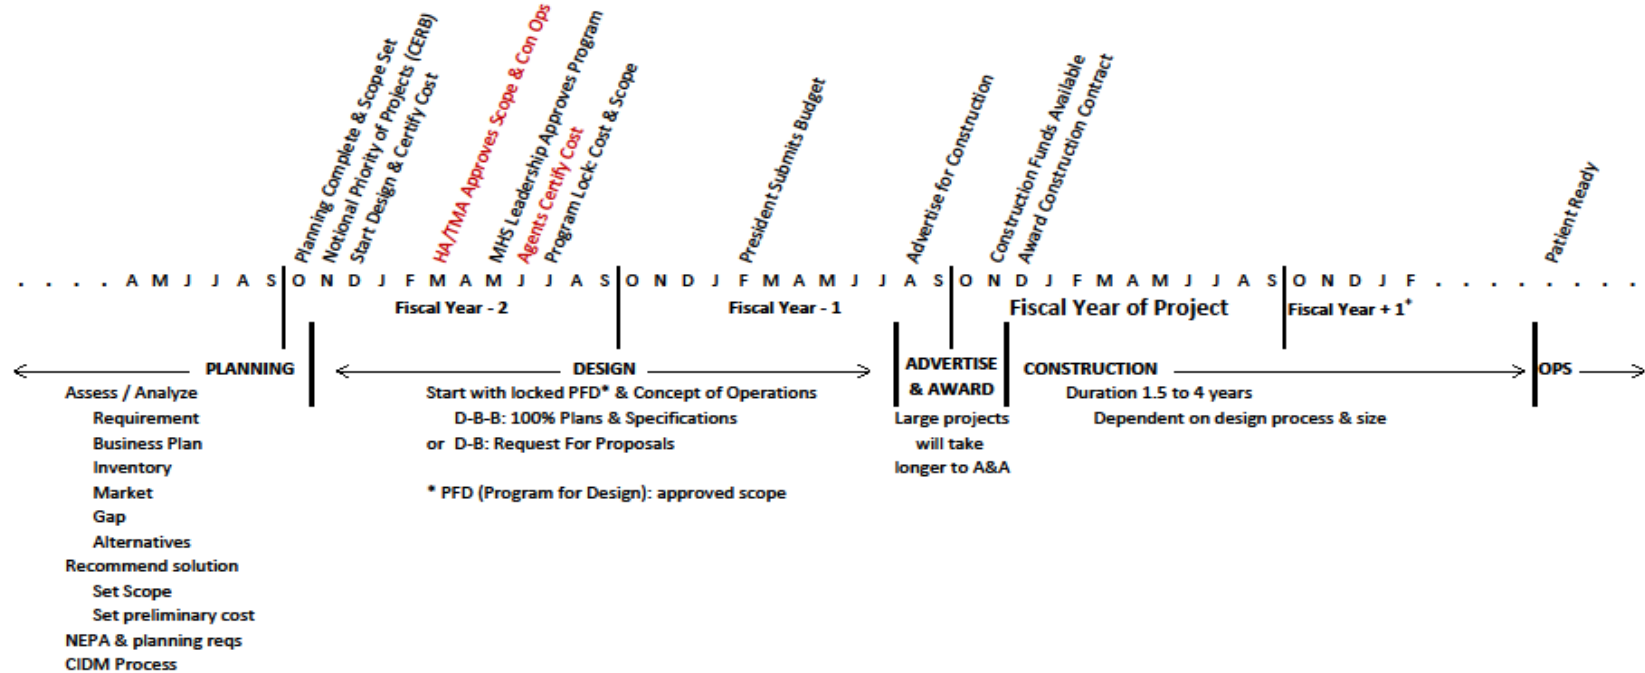 Planning Complete & Scope Set
Notional Priority of Projects (CERB)
Start Design & Certify Cost
HA/TMA Approves Scope & Con Ops
MHS Leadership Approves Program
Agents Certify Cost
Program Lock: Cost & Scope
President Submits Budget
Advertise for Construction
Construction Funds Available
Award Construction Contract
Patient Ready
. . . . A M J J A S O N D J F M A M J J A S O N D J F M A M J J A S O N D J F M A M J J A S O N D J F . . . . . . . .
Fiscal Year - 2
Fiscal Year - 1
Fiscal Year of Project
Fiscal Year + 1+
PLANNING
Assess / Analyze
Requirement
Business Plan
Inventory
Market
Gap
Alternatives
Recommend solution
Set Scope
Set preliminary cost
NEPA & planning reqs
CIDM Process
DESIGN
Start with locked PFD* & Concept of Operations
D-B-B: 100% Plans & Specifications
or D-B: Request For Proposals
* PFD (Program for Design): approved scope
ADVERTISE
& AWARD
Large projects
will take
longer to A&A
CONSTRUCTION
Duration 1.5 to 4 years
Dependent on design process & size
OPS